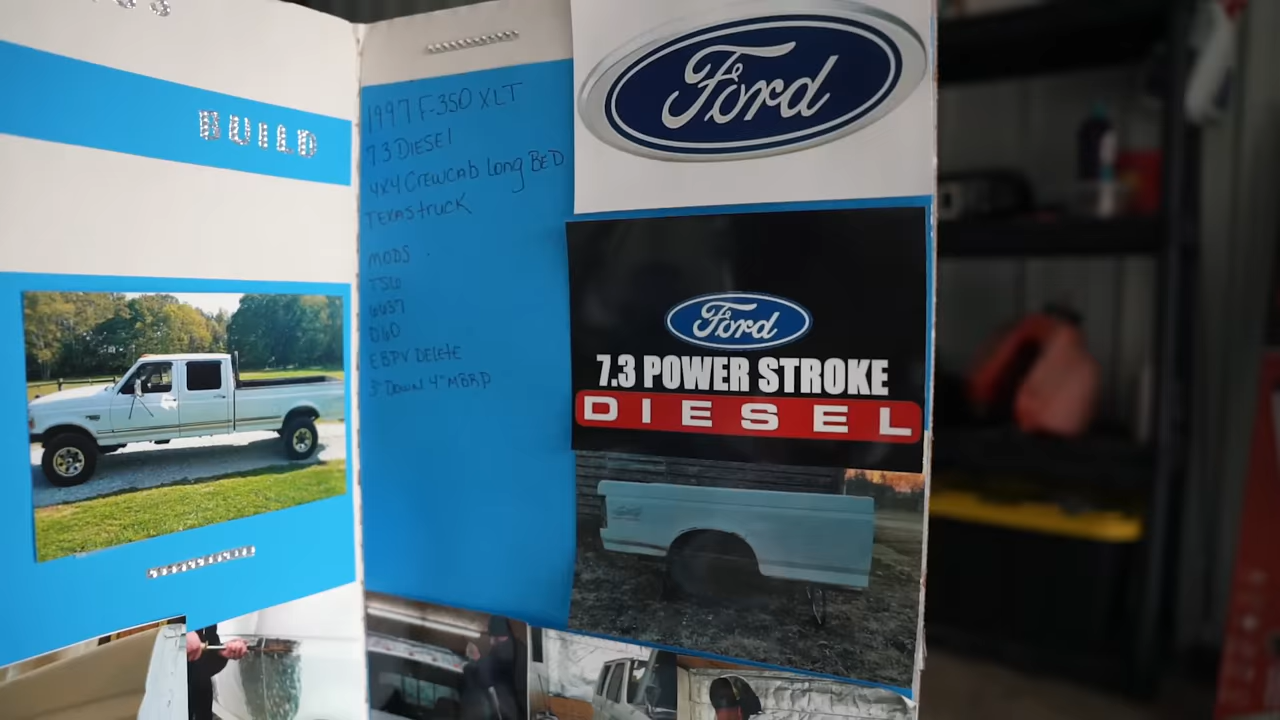 BUILD
1997 F-350 XLT
7.3 DIESEL
4X4 CREWCAB Long BED
TEXAS truck
MODS
6637
D60
EBPV DELETE
3" DOWN 4" MBRP
Ford
Ford
7.3 POWER STROKE
DIESEL